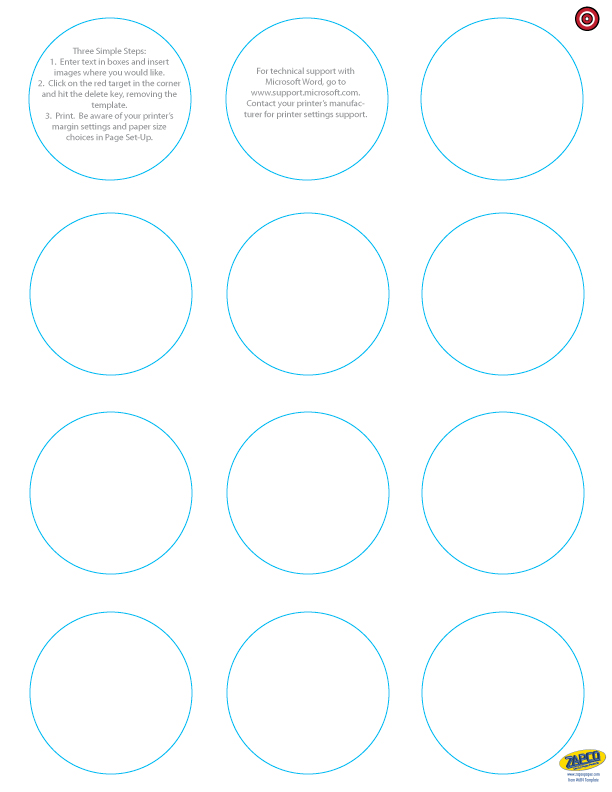 Three Simple Steps:
1. Enter text in boxes and insert
images where you would like.
2. Click on the red target in the corner
and hit the delete key, removing the
template.
3. Print. Be aware of your printer's
margin settings and paper size
choices in Page Set-Up.
For technical support with
Microsoft Word, go to
www.support.microsoft.com.
Contact your printer's manufac-
turer for printer settings support.
ZAPCO
www.zapcopaper.com